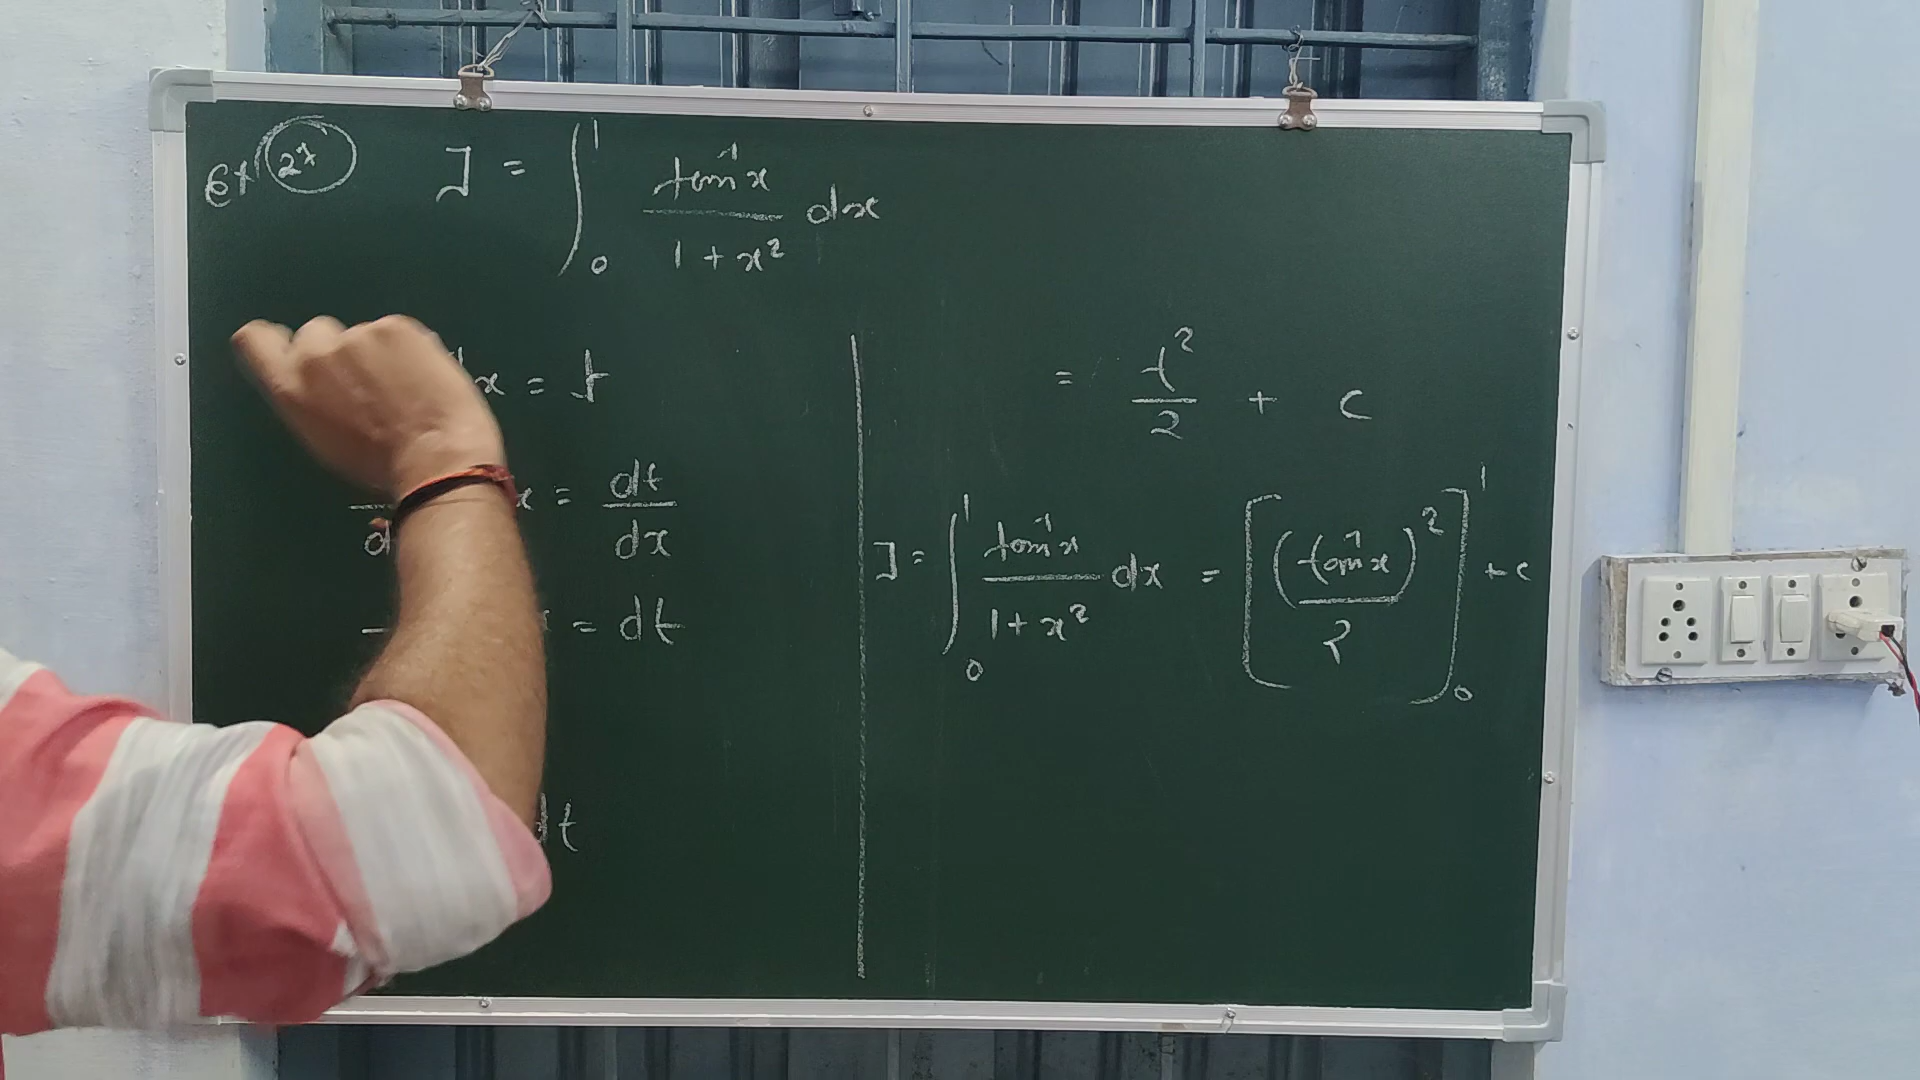 Ex 27 I = ∫₀¹ tan⁻¹x / 1+x² dx
x = t
d x = dt/dx
= dt
dt
= t²/2 + c
I = ∫₀¹ tan⁻¹x / 1+x² dx = [(tan⁻¹x)²/2]₀¹ + c